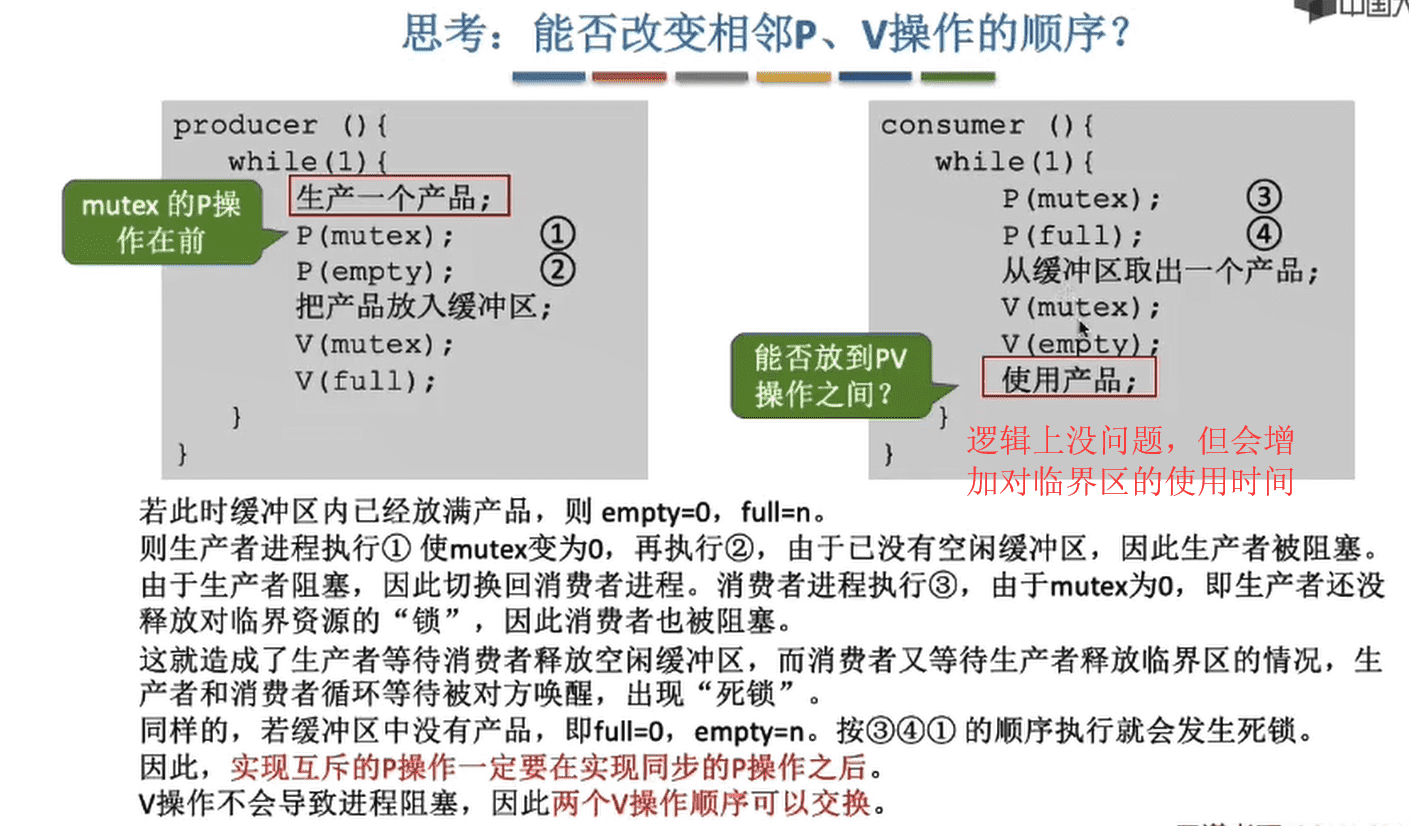 中国大
思考：能否改变相邻P、V操作的顺序？
producer (){
while(1){
生产一个产品;
mutex 的P操
作在前
P(mutex); ①
P(empty); ②
把产品放入缓冲区;
V(mutex);
V(full);
}
}
consumer (){
while(1){
P(mutex); ③
P(full); ④
从缓冲区取出一个产品;
V(mutex);
V(empty);
能否放到PV
操作之间？
使用产品;
}
}
逻辑上没问题，但会增
加对临界区的使用时间
若此时缓冲区内已经放满产品，则 empty=0，full=n。
则生产者进程执行① 使mutex变为0，再执行②，由于已没有空闲缓冲区，因此生产者被阻塞。
由于生产者阻塞，因此切换回消费者进程。消费者进程执行③，由于mutex为0，即生产者还没
释放对临界资源的“锁”，因此消费者也被阻塞。
这就造成了生产者等待消费者释放空闲缓冲区，而消费者又等待生产者释放临界区的情况，生
产者和消费者循环等待被对方唤醒，出现“死锁”。
同样的，若缓冲区中没有产品，即full=0，empty=n。按③④① 的顺序执行就会发生死锁。
因此，实现互斥的P操作一定要在实现同步的P操作之后。
V操作不会导致进程阻塞，因此两个V操作顺序可以交换。